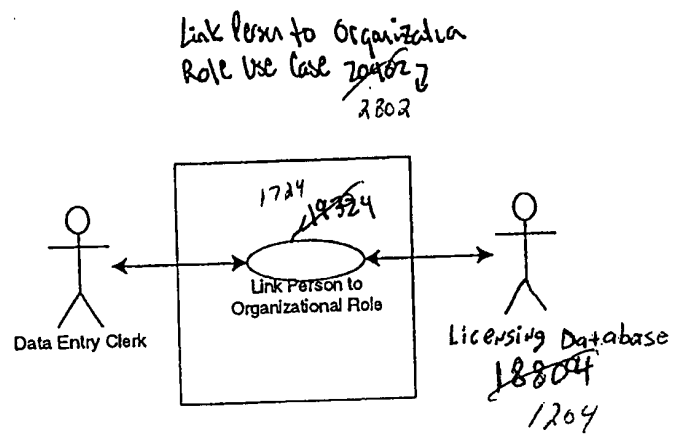 Link Person to Organization
Role Use Case 20402
2802
1724
19324
Link Person to
Organizational Role
Data Entry Clerk
Licensing Database
18804
1204